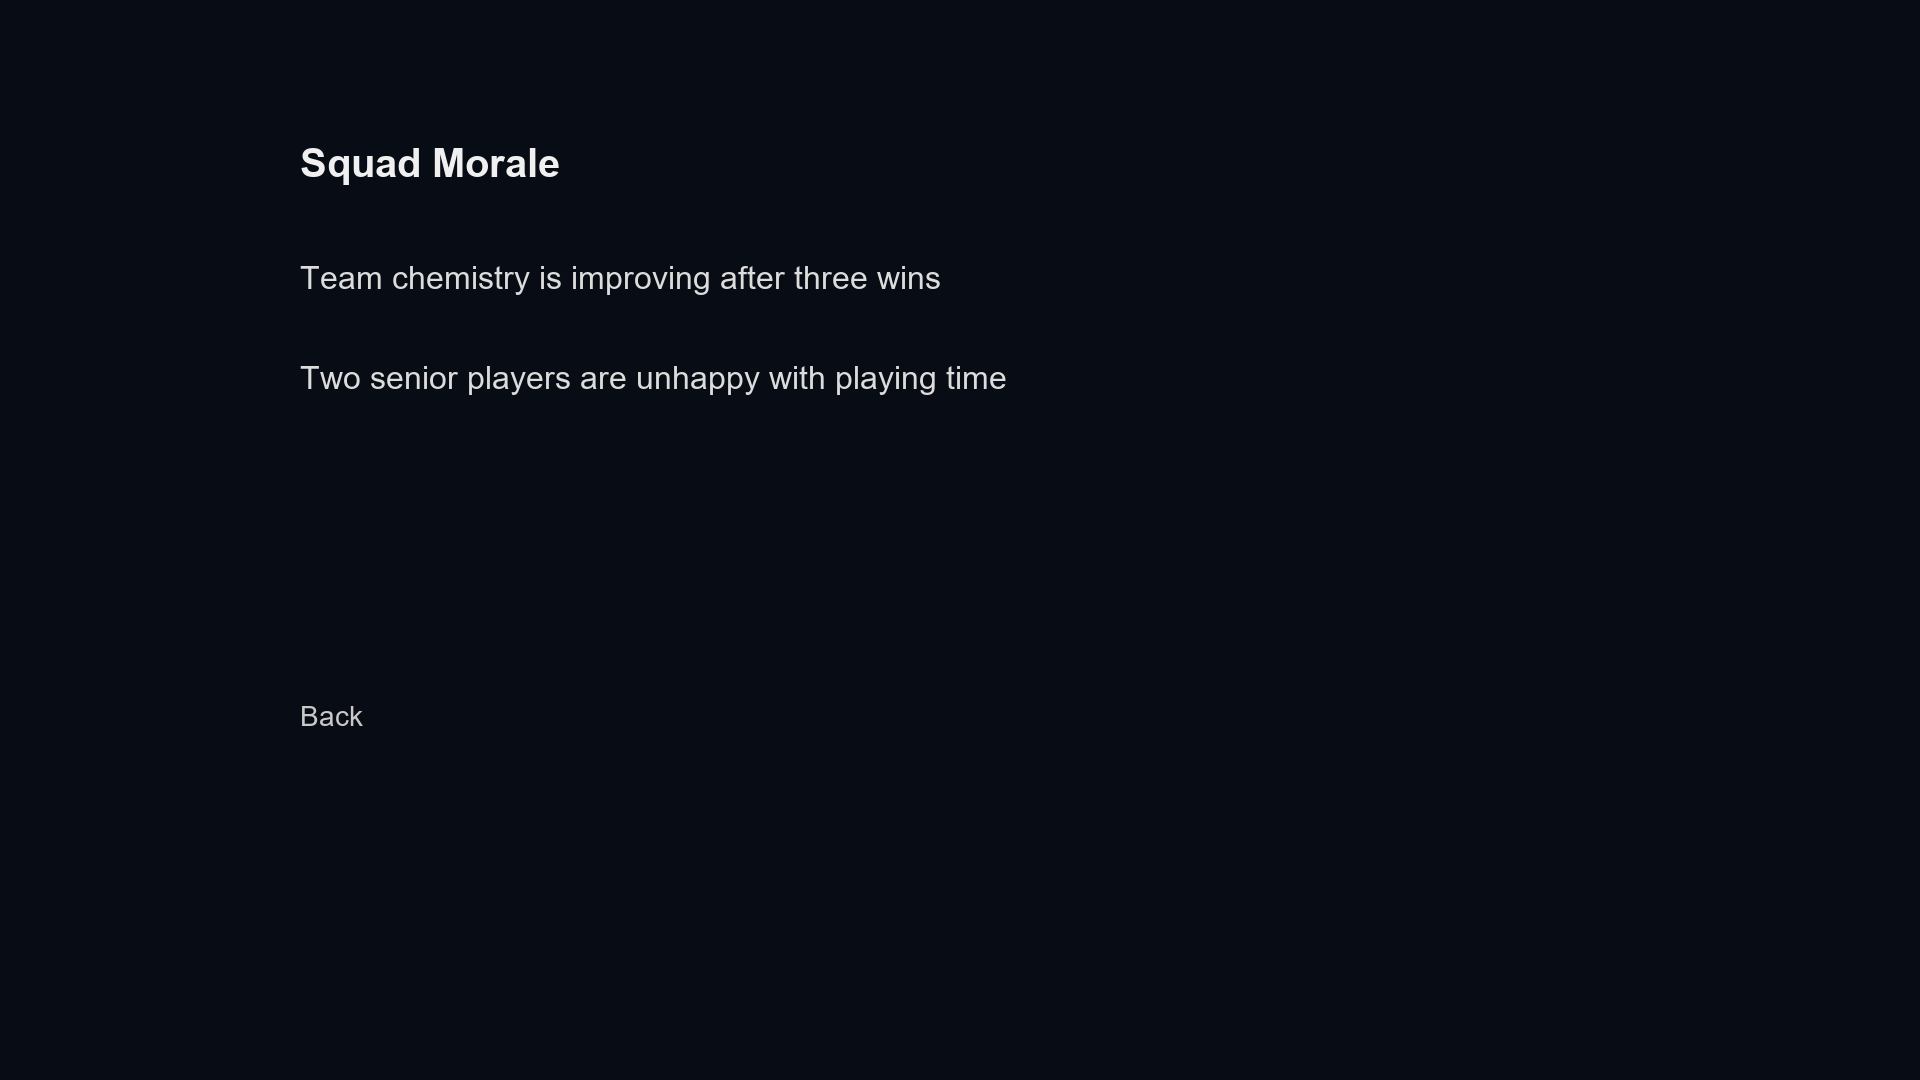 Squad Morale
Team chemistry is improving after three wins
Two senior players are unhappy with playing time
Back